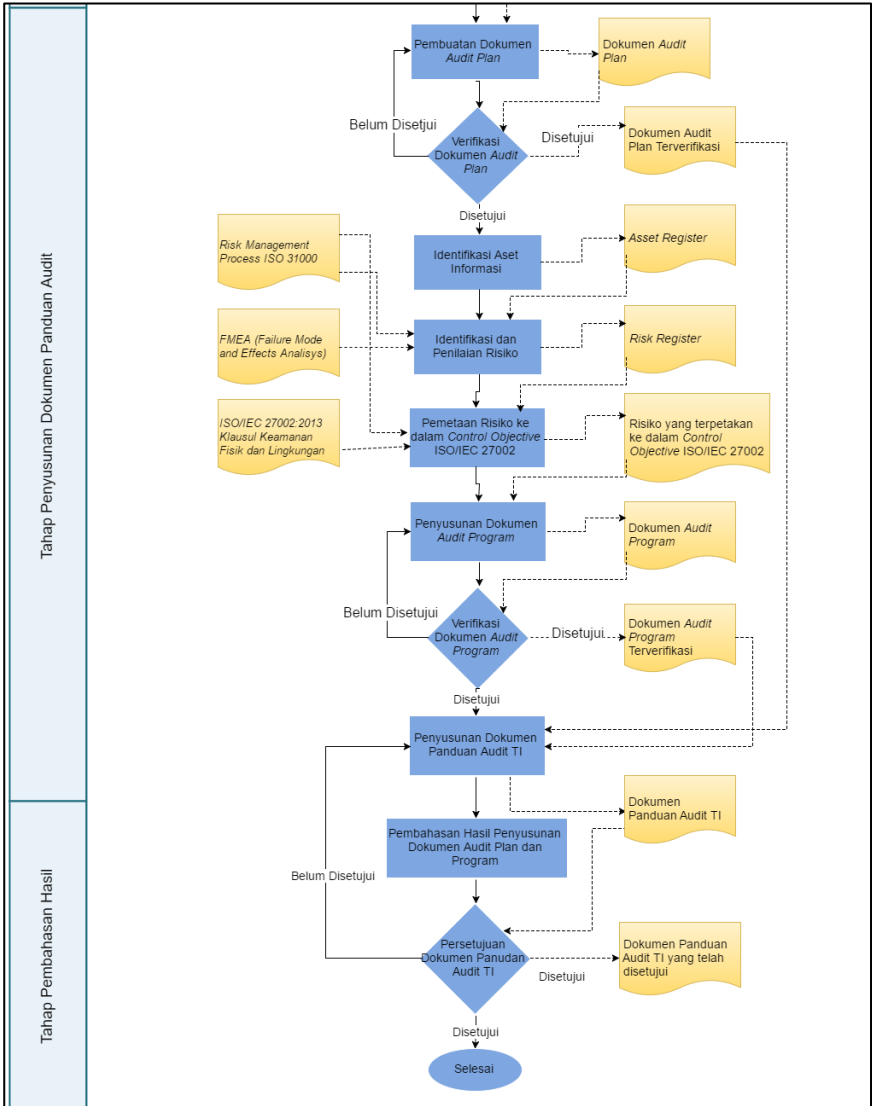 Tahap Penyusunan Dokumen Panduan Audit
Pembuatan Dokumen
Audit Plan
Dokumen Audit
Plan
Belum Disetjui
Verifikasi
Dokumen Audit
Plan
Disetujui
Dokumen Audit
Plan Terverifikasi
Disetujui
Risk Management
Process ISO 31000
Identifikasi Aset
Informasi
Asset Register
FMEA (Failure Mode
and Effects Analisys)
Identifikasi dan
Penilaian Risiko
Risk Register
ISO/IEC 27002:2013
Klausul Keamanan
Fisik dan Lingkungan
Pemetaan Risiko ke
dalam Control Objective
ISO/IEC 27002
Risiko yang terpetakan
ke dalam Control
Objective ISO/IEC 27002
Penyusunan Dokumen
Audit Program
Dokumen Audit
Program
Belum Disetujui
Verifikasi
Dokumen Audit
Program
Disetujui
Dokumen Audit
Program
Terverifikasi
Disetujui
Penyusunan Dokumen
Panduan Audit TI
Tahap Pembahasan Hasil
Dokumen
Panduan Audit TI
Pembahasan Hasil Penyusunan
Dokumen Audit Plan dan
Program
Belum Disetujui
Persetujuan
Dokumen Panudan
Audit TI
Disetujui
Dokumen Panduan
Audit TI yang telah
disetujui
Disetujui
Selesai